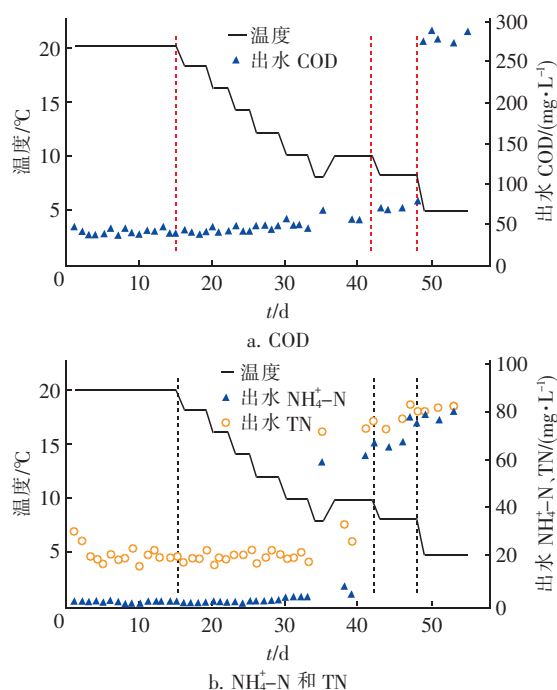 温度
出水 COD
温度/℃
20
15
10
5
出水 COD/(mg·L⁻¹)
300
250
200
150
100
50
0
0 10 20 30 40 50
t/d
a. COD
温度
出水 NH₄⁺-N
出水 TN
温度/℃
20
15
10
5
出水 NH₄⁺-N、TN/(mg·L⁻¹)
100
80
60
40
20
0
0 10 20 30 40 50
t/d
b. NH₄⁺-N 和 TN